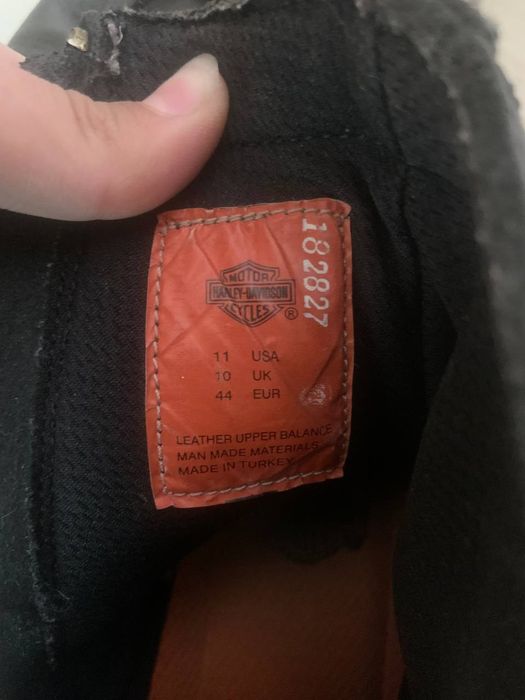 182827
MOTOR
HARLEY-DAVIDSON
CYCLES
®
11 USA
10 UK
44 EUR
LEATHER UPPER BALANCE
MAN MADE MATERIALS
MADE IN TURKEY